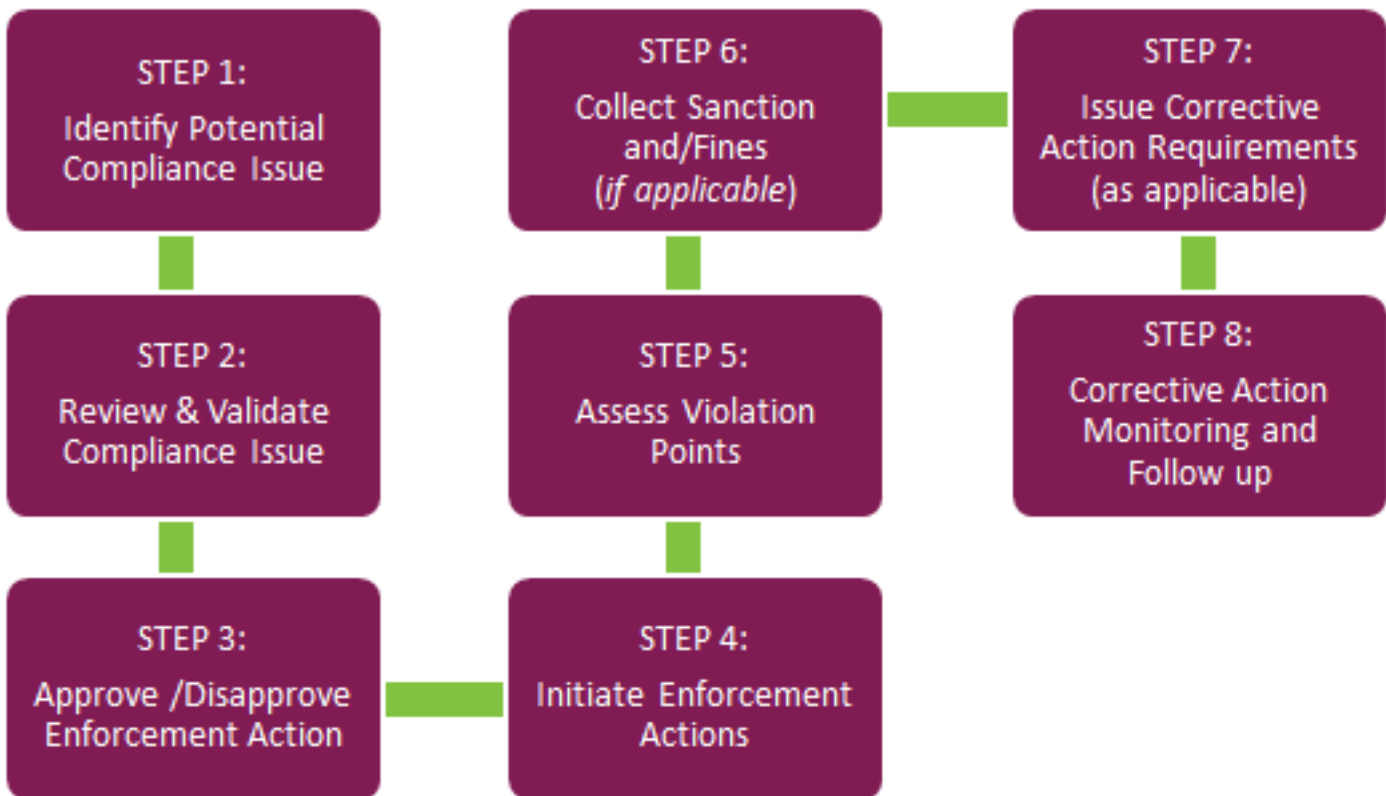 STEP 1:
Identify Potential
Compliance Issue
STEP 2:
Review & Validate
Compliance Issue
STEP 3:
Approve /Disapprove
Enforcement Action
STEP 4:
Initiate Enforcement
Actions
STEP 5:
Assess Violation
Points
STEP 6:
Collect Sanction
and/Fines
(if applicable)
STEP 7:
Issue Corrective
Action Requirements
(as applicable)
STEP 8:
Corrective Action
Monitoring and
Follow up